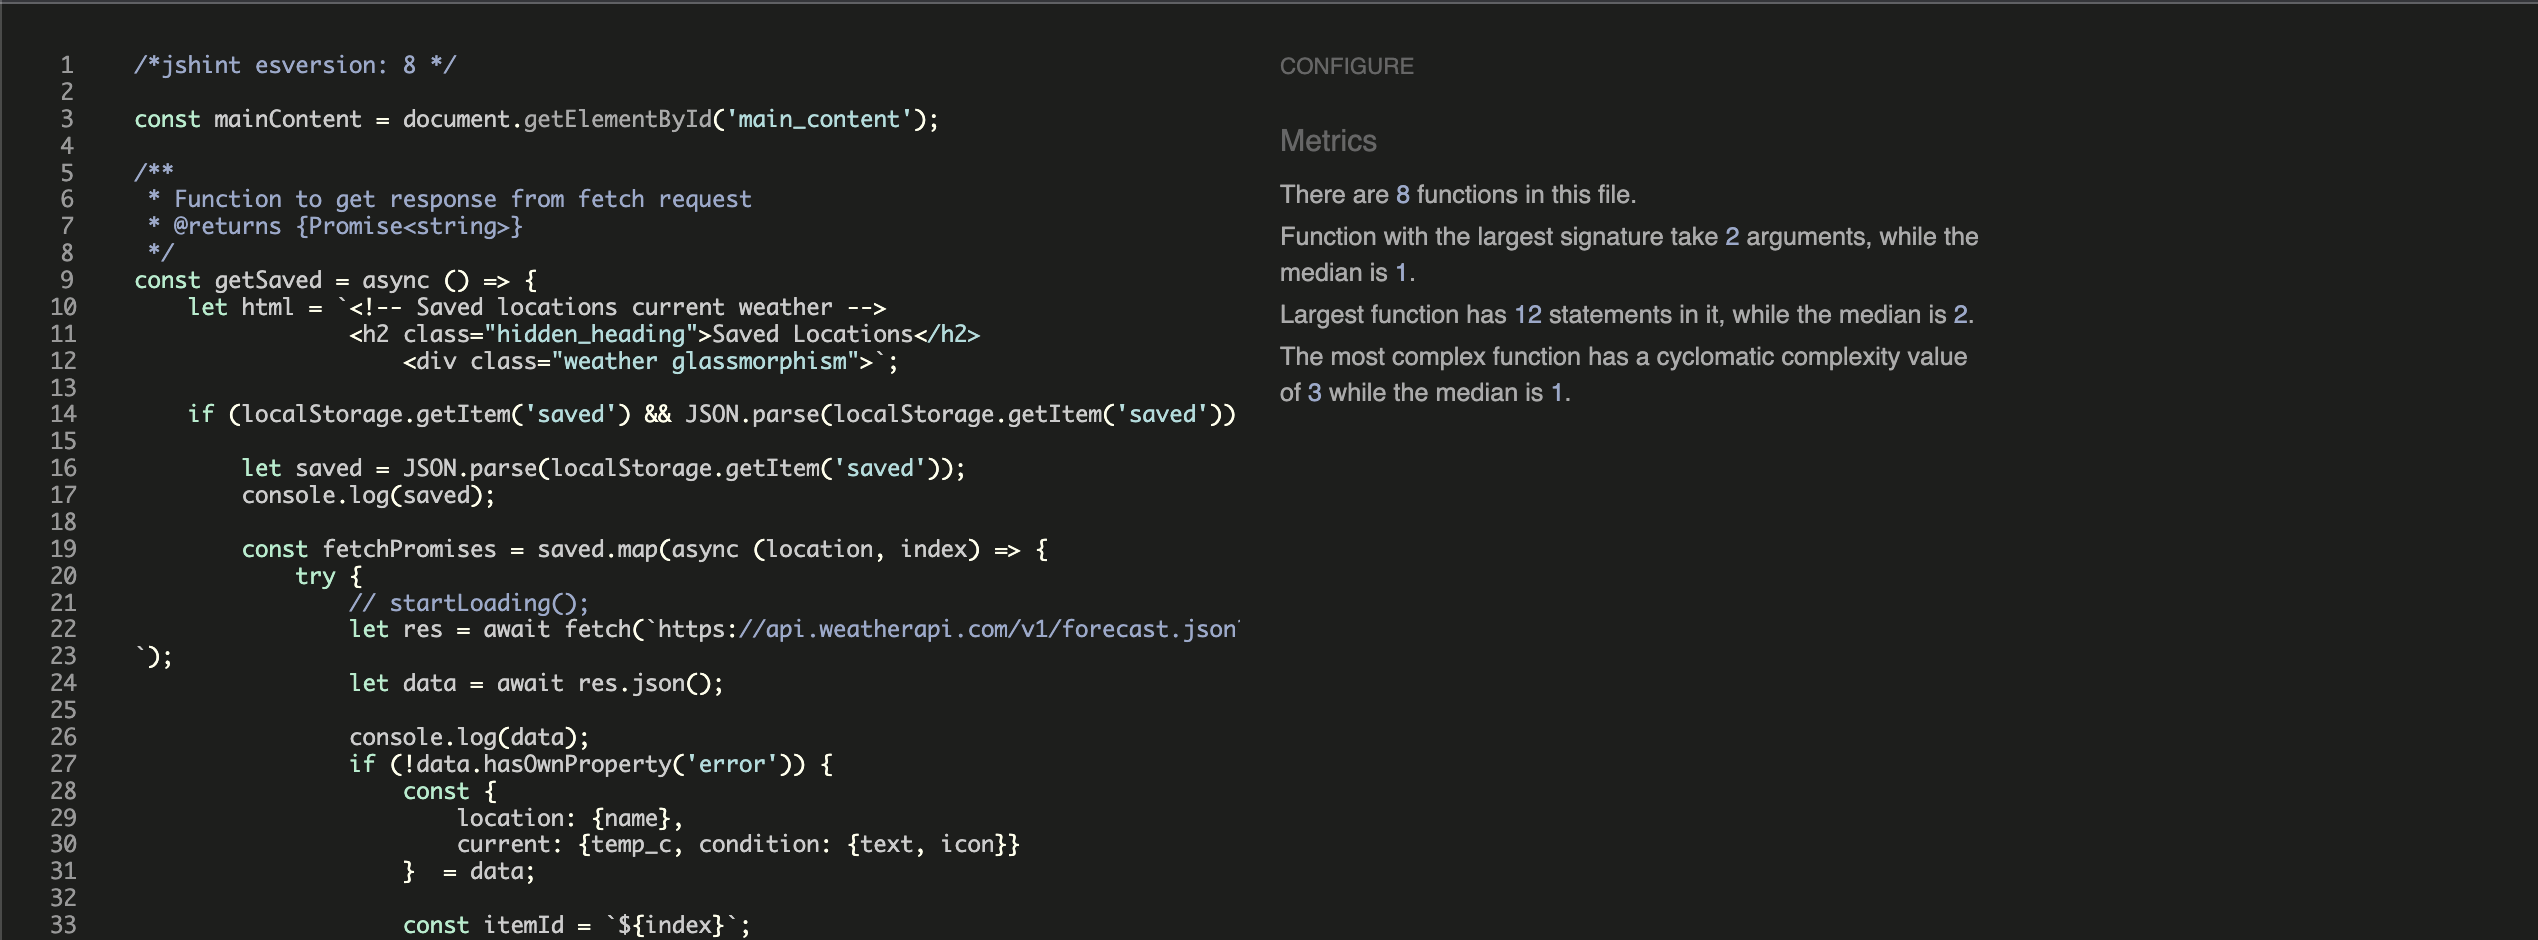 1 /*jshint esversion: 8 */
2
3 const mainContent = document.getElementById('main_content');
4
5 /**
6  * Function to get response from fetch request
7  * @returns {Promise<string>}
8  */
9 const getSaved = async () => {
10     let html = `<!-- Saved locations current weather -->
11                 <h2 class="hidden_heading">Saved Locations</h2>
12                     <div class="weather glassmorphism">`;
13
14     if (localStorage.getItem('saved') && JSON.parse(localStorage.getItem('saved'))
15
16         let saved = JSON.parse(localStorage.getItem('saved'));
17         console.log(saved);
18
19         const fetchPromises = saved.map(async (location, index) => {
20             try {
21                 // startLoading();
22                 let res = await fetch(`https://api.weatherapi.com/v1/forecast.json
23 `);
24                 let data = await res.json();
25
26                 console.log(data);
27                 if (!data.hasOwnProperty('error')) {
28                     const {
29                         location: {name},
30                         current: {temp_c, condition: {text, icon}}
31                     }  = data;
32
33                     const itemId = `${index}`;
CONFIGURE
Metrics
There are 8 functions in this file.
Function with the largest signature take 2 arguments, while the
median is 1.
Largest function has 12 statements in it, while the median is 2.
The most complex function has a cyclomatic complexity value
of 3 while the median is 1.